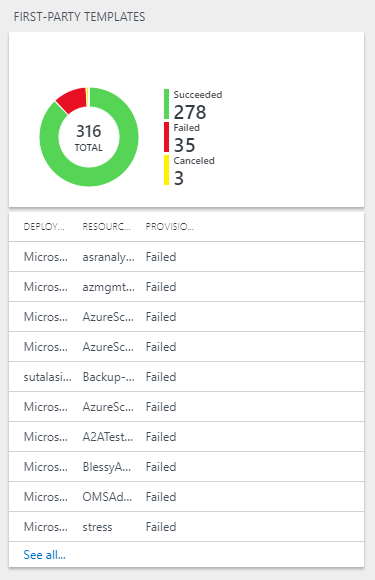 FIRST-PARTY TEMPLATES
316
TOTAL
Succeeded
278
Failed
35
Canceled
3
DEPLOY... RESOURC... PROVISIO...
Micros... asranaly... Failed
Micros... azmgmt... Failed
Micros... AzureSc... Failed
Micros... AzureSc... Failed
sutalasi... Backup-... Failed
Micros... AzureSc... Failed
Micros... A2ATest... Failed
Micros... BlessyA... Failed
Micros... OMSAd... Failed
Micros... stress Failed
See all...